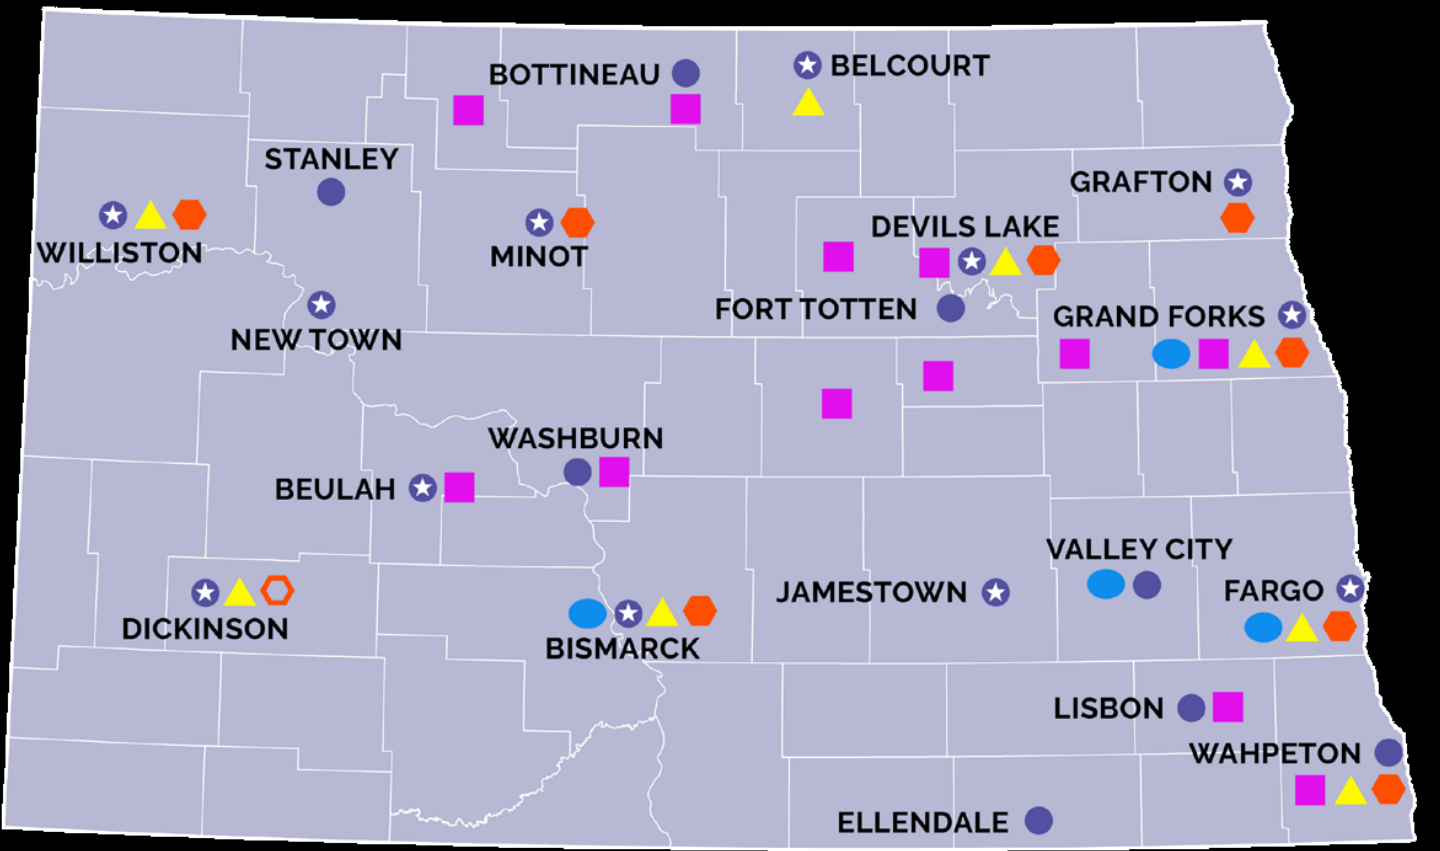 BOTTINEAU
BELCOURT
STANLEY
GRAFTON
WILLISTON
MINOT
DEVILS LAKE
FORT TOTTEN
GRAND FORKS
NEW TOWN
WASHBURN
BEULAH
VALLEY CITY
JAMESTOWN
FARGO
DICKINSON
BISMARCK
LISBON
WAHPETON
ELLENDALE